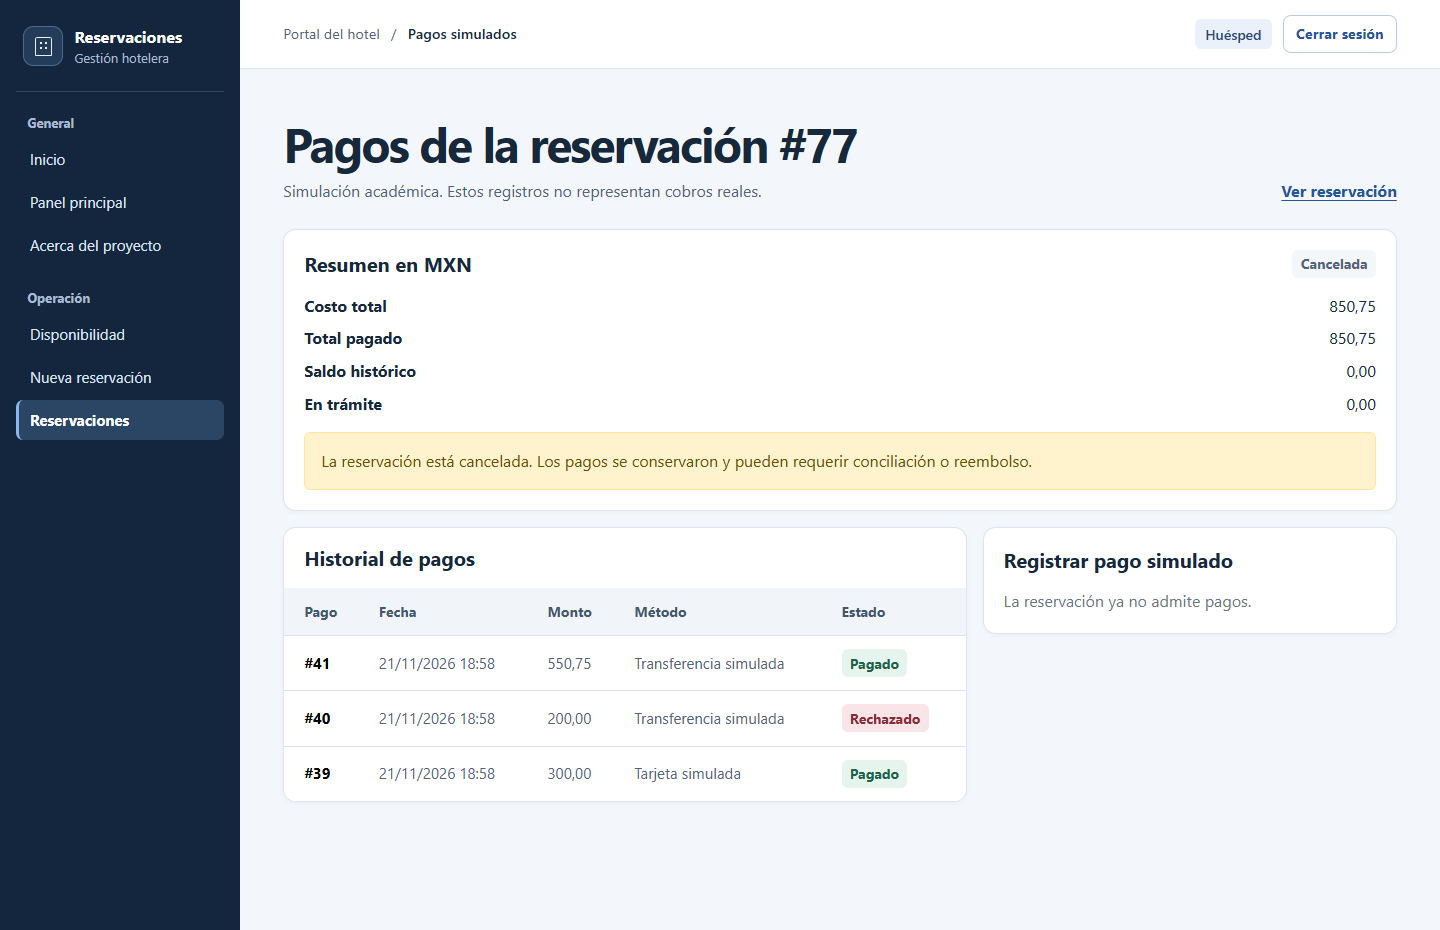 Reservaciones
Gestión hotelera
General
Inicio
Panel principal
Acerca del proyecto
Operación
Disponibilidad
Nueva reservación
Reservaciones
Portal del hotel / Pagos simulados
Huésped
Cerrar sesión
Pagos de la reservación #77
Simulación académica. Estos registros no representan cobros reales.
Ver reservación
Resumen en MXN
Cancelada
Costo total 850,75
Total pagado 850,75
Saldo histórico 0,00
En trámite 0,00
La reservación está cancelada. Los pagos se conservaron y pueden requerir conciliación o reembolso.
Historial de pagos
Pago Fecha Monto Método Estado
#41 21/11/2026 18:58 550,75 Transferencia simulada Pagado
#40 21/11/2026 18:58 200,00 Transferencia simulada Rechazado
#39 21/11/2026 18:58 300,00 Tarjeta simulada Pagado
Registrar pago simulado
La reservación ya no admite pagos.